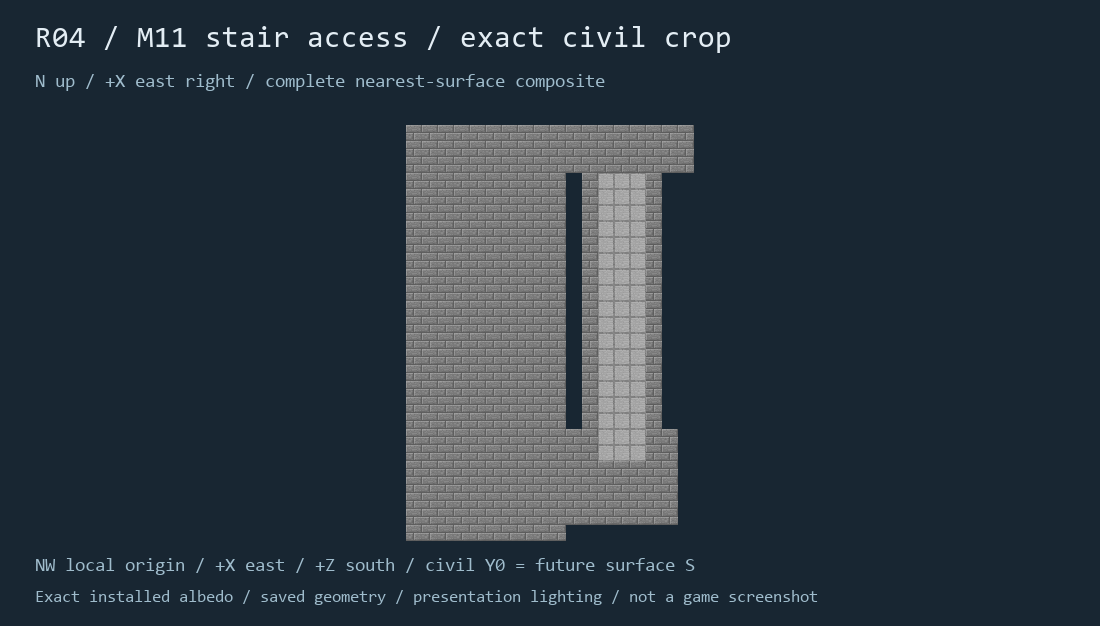 R04 / M11 stair access / exact civil crop
N up / +X east right / complete nearest-surface composite
NW local origin / +X east / +Z south / civil Y0 = future surface S
Exact installed albedo / saved geometry / presentation lighting / not a game screenshot